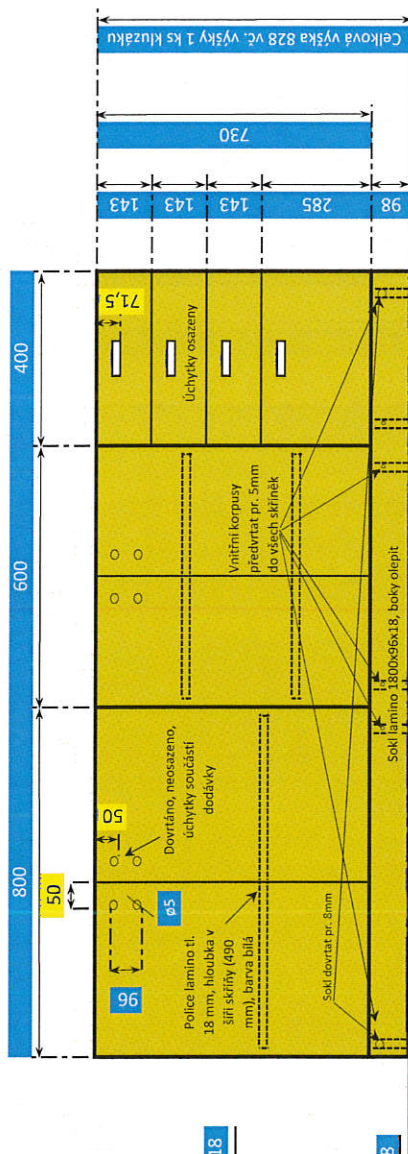 800
600
400
50
96
ø5
50
Dovrtáno, neosazeno,
úchytky součástí
dodávky
Police lamino tl.
18 mm, hloubka v
šíři skříňy (490
mm), barva bílá
Vnitřní korpusy
předvrtat pr. 5mm
do všech skříněk
71,5
Úchytky osazeny
143
143
143
285
98
730
Celková výška 828 vč. výšky 1 ks kluzáku
Sokl dovrtat pr. 8mm
Sokl lamino 1800x96x18, boky olepit
18
8